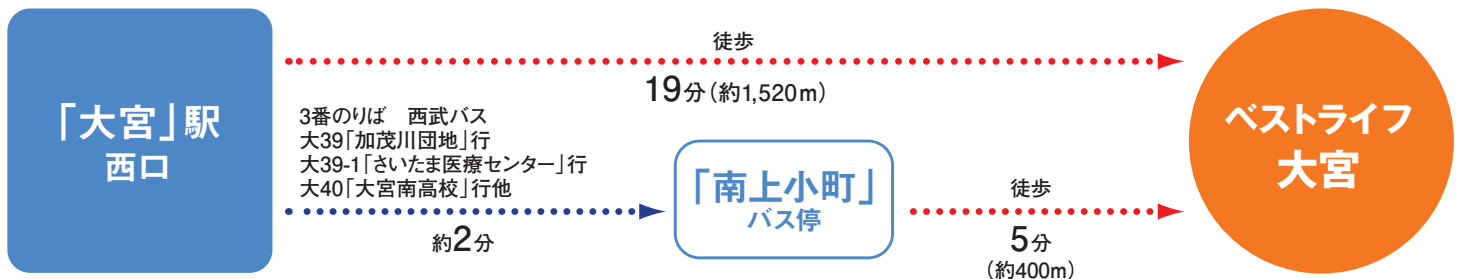 「大宮」駅
西口
徒歩
19分(約1,520m)
3番のりば　西武バス
大39「加茂川団地」行
大39-1「さいたま医療センター」行
大40「大宮南高校」行他
約2分
「南上小町」
バス停
徒歩
5分
(約400m)
ベストライフ
大宮